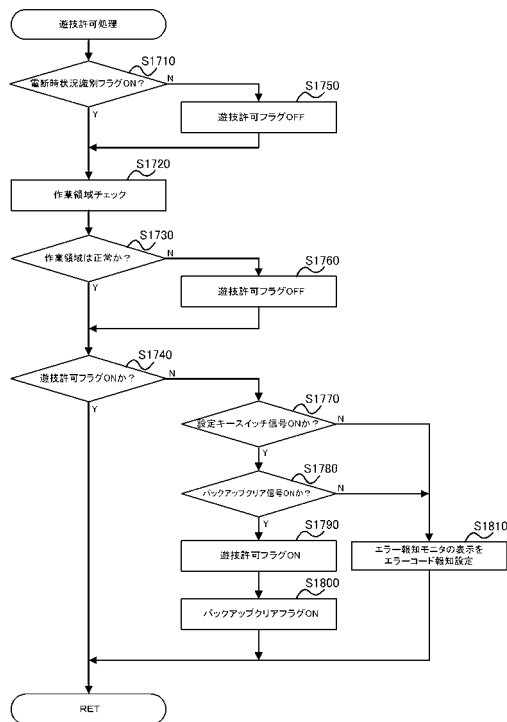 遊技許可処理
S1710
電断時状況識別フラグON？
N
Y
S1750
遊技許可フラグOFF
S1720
作業領域チェック
S1730
作業領域は正常か？
N
Y
S1760
遊技許可フラグOFF
S1740
遊技許可フラグONか？
N
Y
S1770
設定キースイッチ信号ONか？
N
Y
S1780
バックアップクリア信号ONか？
N
Y
S1790
遊技許可フラグON
S1810
エラー報知モニタの表示を
エラーコード報知設定
S1800
バックアップクリアフラグON
RET